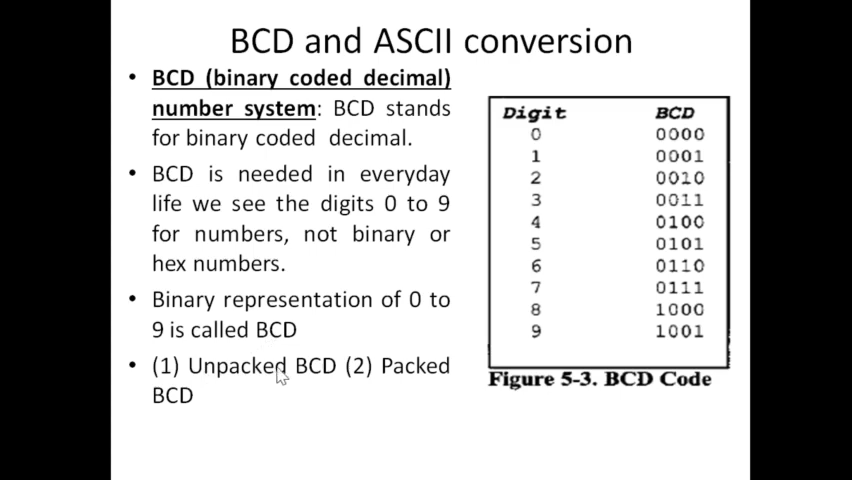 BCD and ASCII conversion
• BCD (binary coded decimal)
number system: BCD stands
for binary coded decimal.
• BCD is needed in everyday
life we see the digits 0 to 9
for numbers, not binary or
hex numbers.
• Binary representation of 0 to
9 is called BCD
• (1) Unpacked BCD (2) Packed
BCD
Digit BCD
0 0000
1 0001
2 0010
3 0011
4 0100
5 0101
6 0110
7 0111
8 1000
9 1001
Figure 5-3. BCD Code